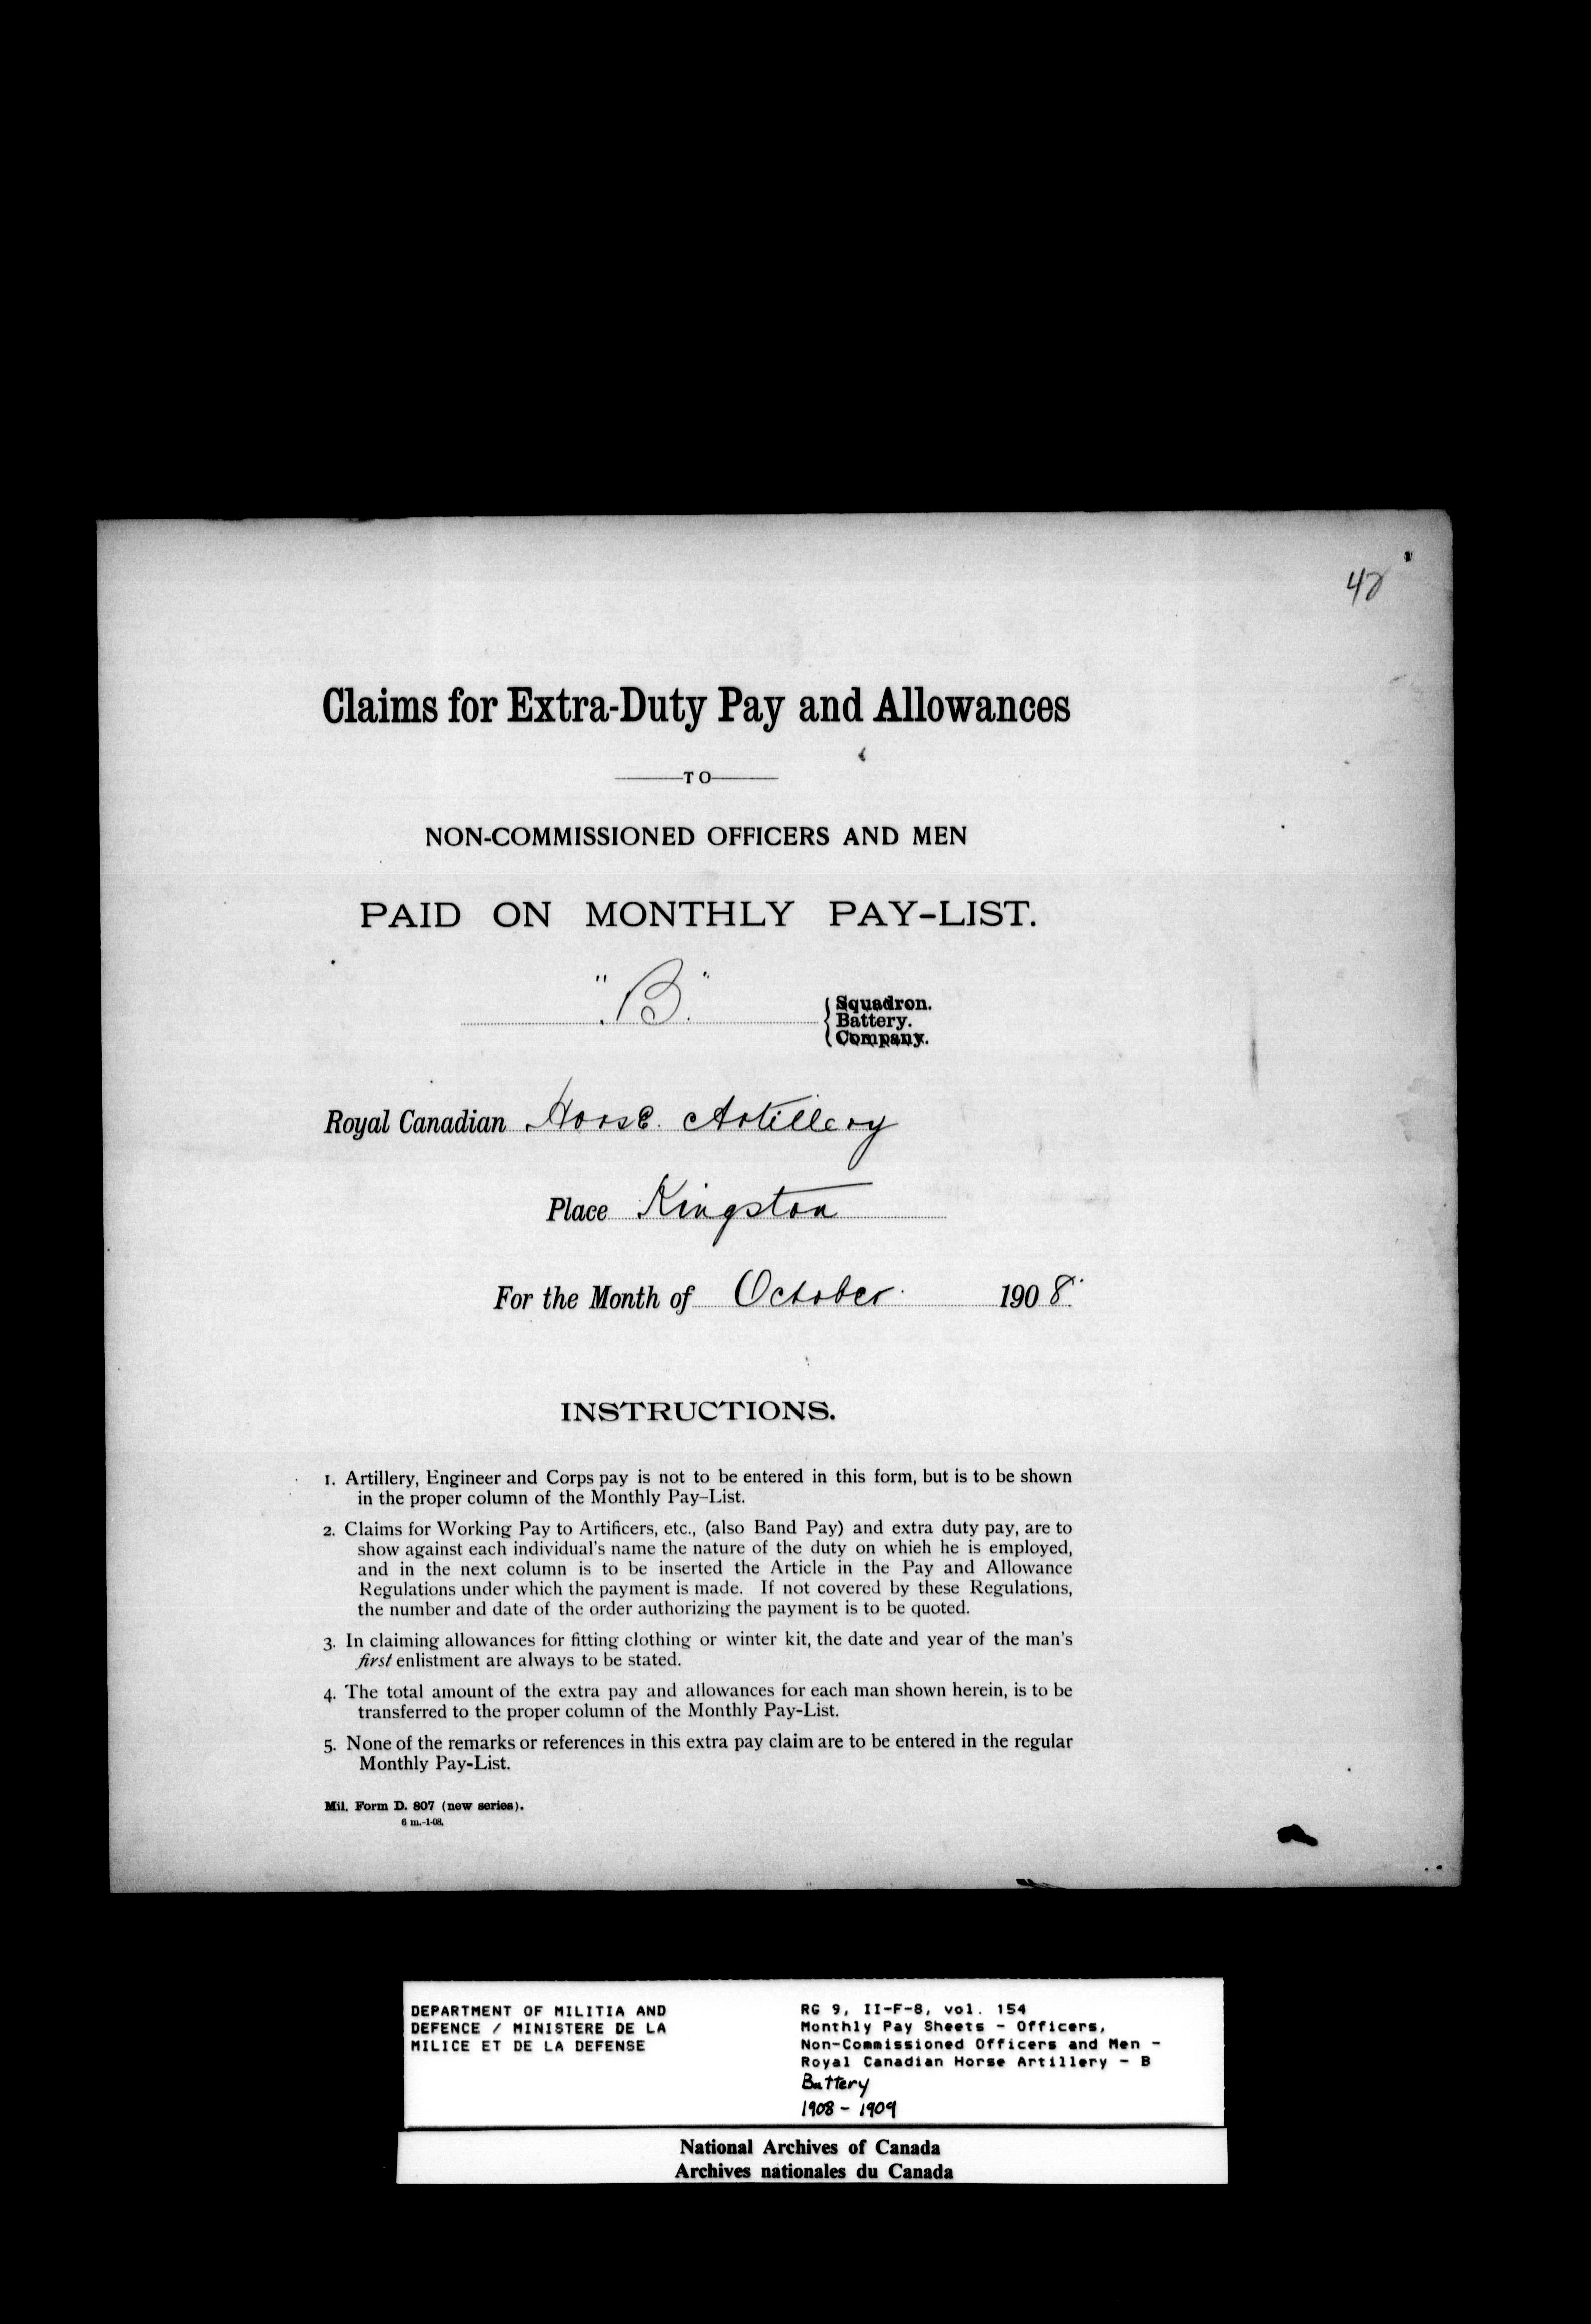 Claims for Extra-Duty Pay and Allowances
TO
NON-COMMISSIONED OFFICERS AND MEN
PAID ON MONTHLY PAY-LIST.
"B"
Squadron.
Battery.
Company.
Royal Canadian Horse Artillery
Place Kingston
For the Month of October 1908.
INSTRUCTIONS.
1. Artillery, Engineer and Corps pay is not to be entered in this form, but is to be shown
in the proper column of the Monthly Pay-List.
2. Claims for Working Pay to Artificers, etc., (also Band Pay) and extra duty pay, are to
show against each individual's name the nature of the duty on whieh he is employed,
and in the next column is to be inserted the Article in the Pay and Allowance
Regulations under which the payment is made. If not covered by these Regulations,
the number and date of the order authorizing the payment is to be quoted.
3. In claiming allowances for fitting clothing or winter kit, the date and year of the man's
first enlistment are always to be stated.
4. The total amount of the extra pay and allowances for each man shown herein, is to be
transferred to the proper column of the Monthly Pay-List.
5. None of the remarks or references in this extra pay claim are to be entered in the regular
Monthly Pay-List.
Mil. Form D. 807 (new series).
6 m.-1-08.
DEPARTMENT OF MILITIA AND
DEFENCE / MINISTERE DE LA
MILICE ET DE LA DEFENSE
RG 9, II-F-8, vol. 154
Monthly Pay Sheets - Officers,
Non-Commissioned Officers and Men -
Royal Canadian Horse Artillery - B
Battery
1908 - 1909
National Archives of Canada
Archives nationales du Canada